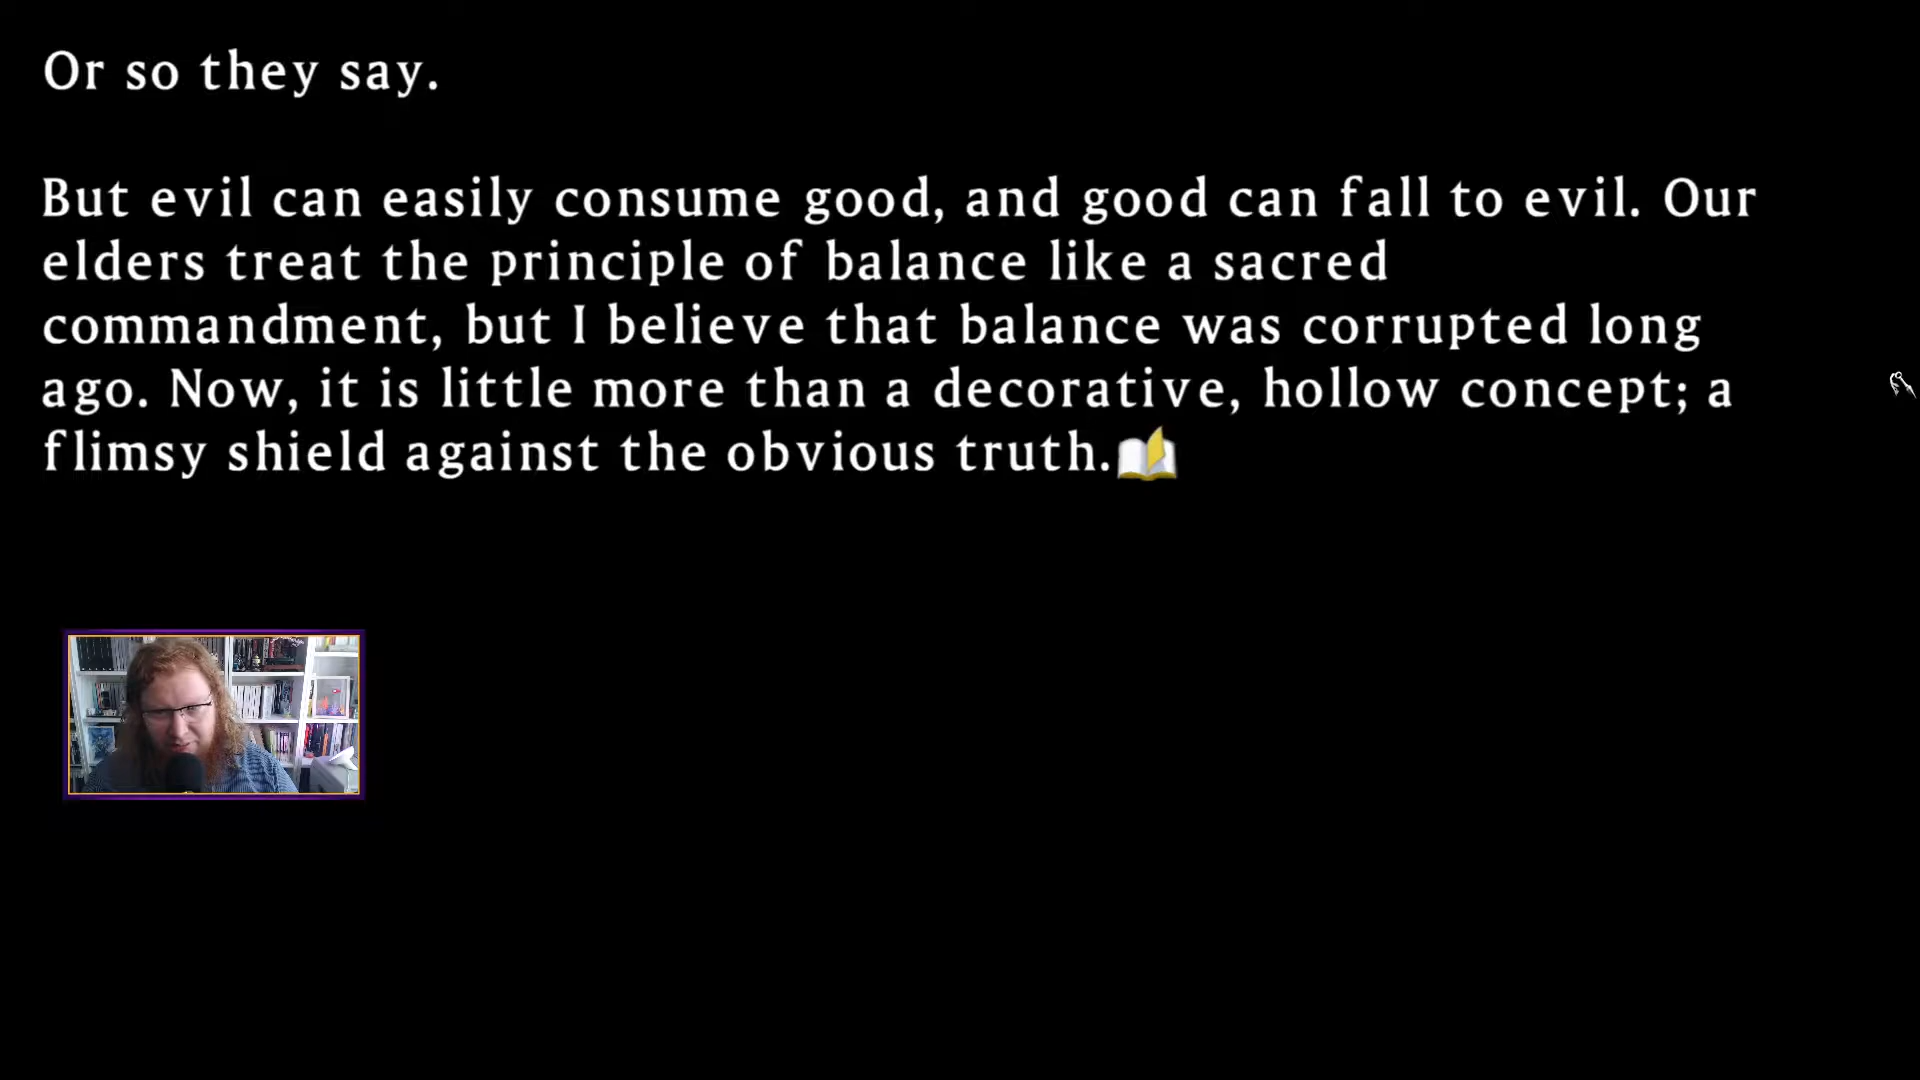 Or so they say.
But evil can easily consume good, and good can fall to evil. Our
elders treat the principle of balance like a sacred
commandment, but I believe that balance was corrupted long
ago. Now, it is little more than a decorative, hollow concept; a
flimsy shield against the obvious truth.